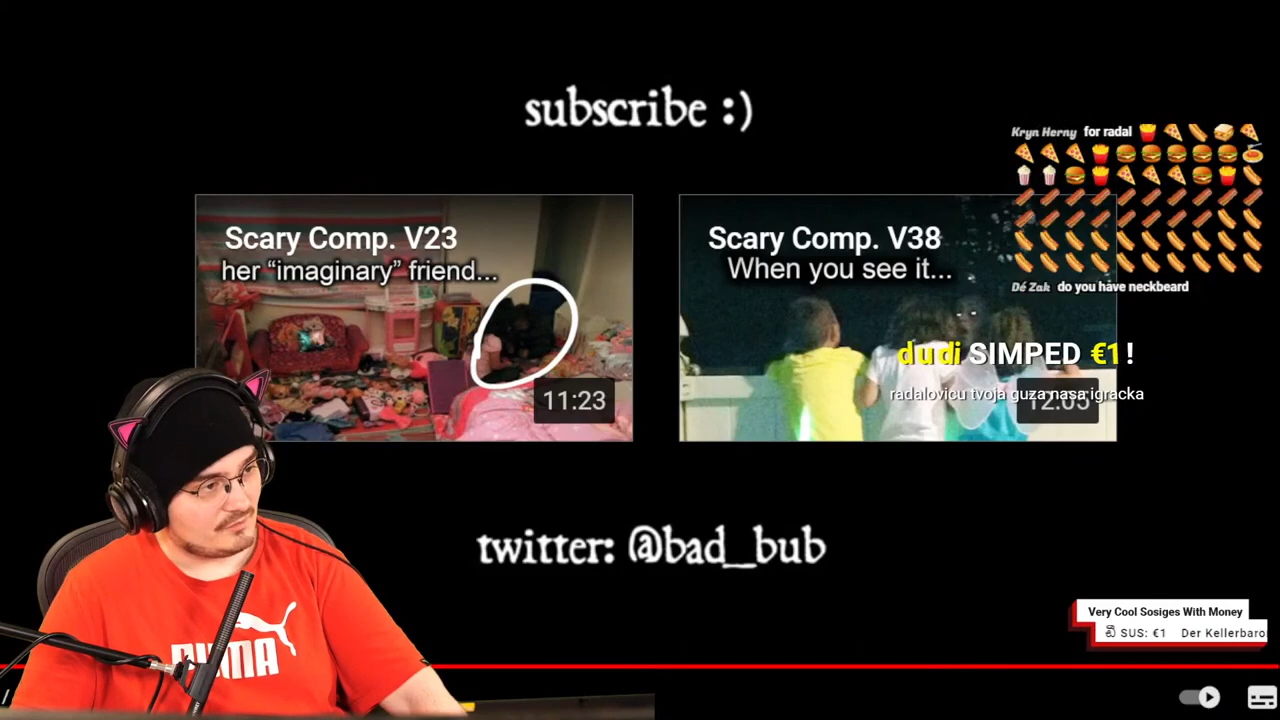 subscribe :)
Kryn Herny for radal
Dé Zak do you have neckbeard
Scary Comp. V23
her “imaginary” friend...
11:23
Scary Comp. V38
When you see it...
12:05
dudi SIMPED €1!
radalovicu tvoja guza nasa igracka
twitter: @bad_bub
PUMA
Very Cool Sosiges With Money
SUS: €1 Der Kellerbaro